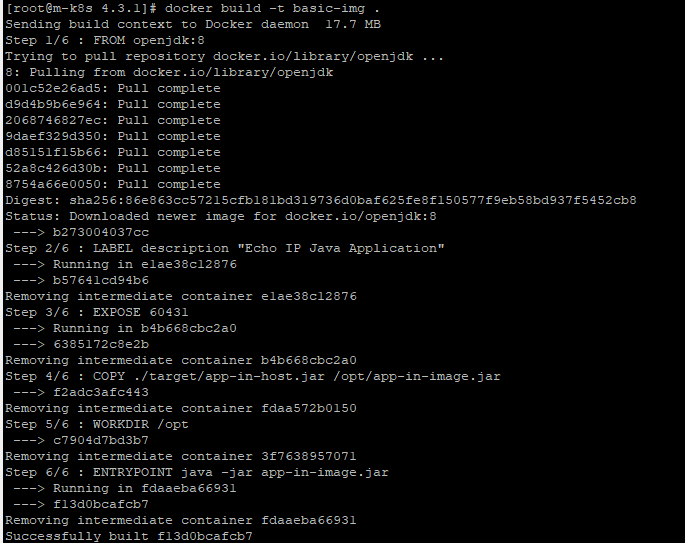 [root@m-k8s 4.3.1]# docker build -t basic-img .
Sending build context to Docker daemon  17.7 MB
Step 1/6 : FROM openjdk:8
Trying to pull repository docker.io/library/openjdk ...
8: Pulling from docker.io/library/openjdk
001c52e26ad5: Pull complete
d9d4b9b6e964: Pull complete
2068746827ec: Pull complete
9daef329d350: Pull complete
d85151f15b66: Pull complete
52a8c426d30b: Pull complete
8754a66e0050: Pull complete
Digest: sha256:86e863cc57215cfb181bd319736d0baf625fe8f150577f9eb58bd937f5452cb8
Status: Downloaded newer image for docker.io/openjdk:8
 ---> b273004037cc
Step 2/6 : LABEL description "Echo IP Java Application"
 ---> Running in e1ae38c12876
 ---> b57641cd94b6
Removing intermediate container e1ae38c12876
Step 3/6 : EXPOSE 60431
 ---> Running in b4b668cbc2a0
 ---> 6385172c8e2b
Removing intermediate container b4b668cbc2a0
Step 4/6 : COPY ./target/app-in-host.jar /opt/app-in-image.jar
 ---> f2adc3afc443
Removing intermediate container fdaa572b0150
Step 5/6 : WORKDIR /opt
 ---> c7904d7bd3b7
Removing intermediate container 3f7638957071
Step 6/6 : ENTRYPOINT java -jar app-in-image.jar
 ---> Running in fdaaeba66931
 ---> f13d0bcafcb7
Removing intermediate container fdaaeba66931
Successfully built f13d0bcafcb7